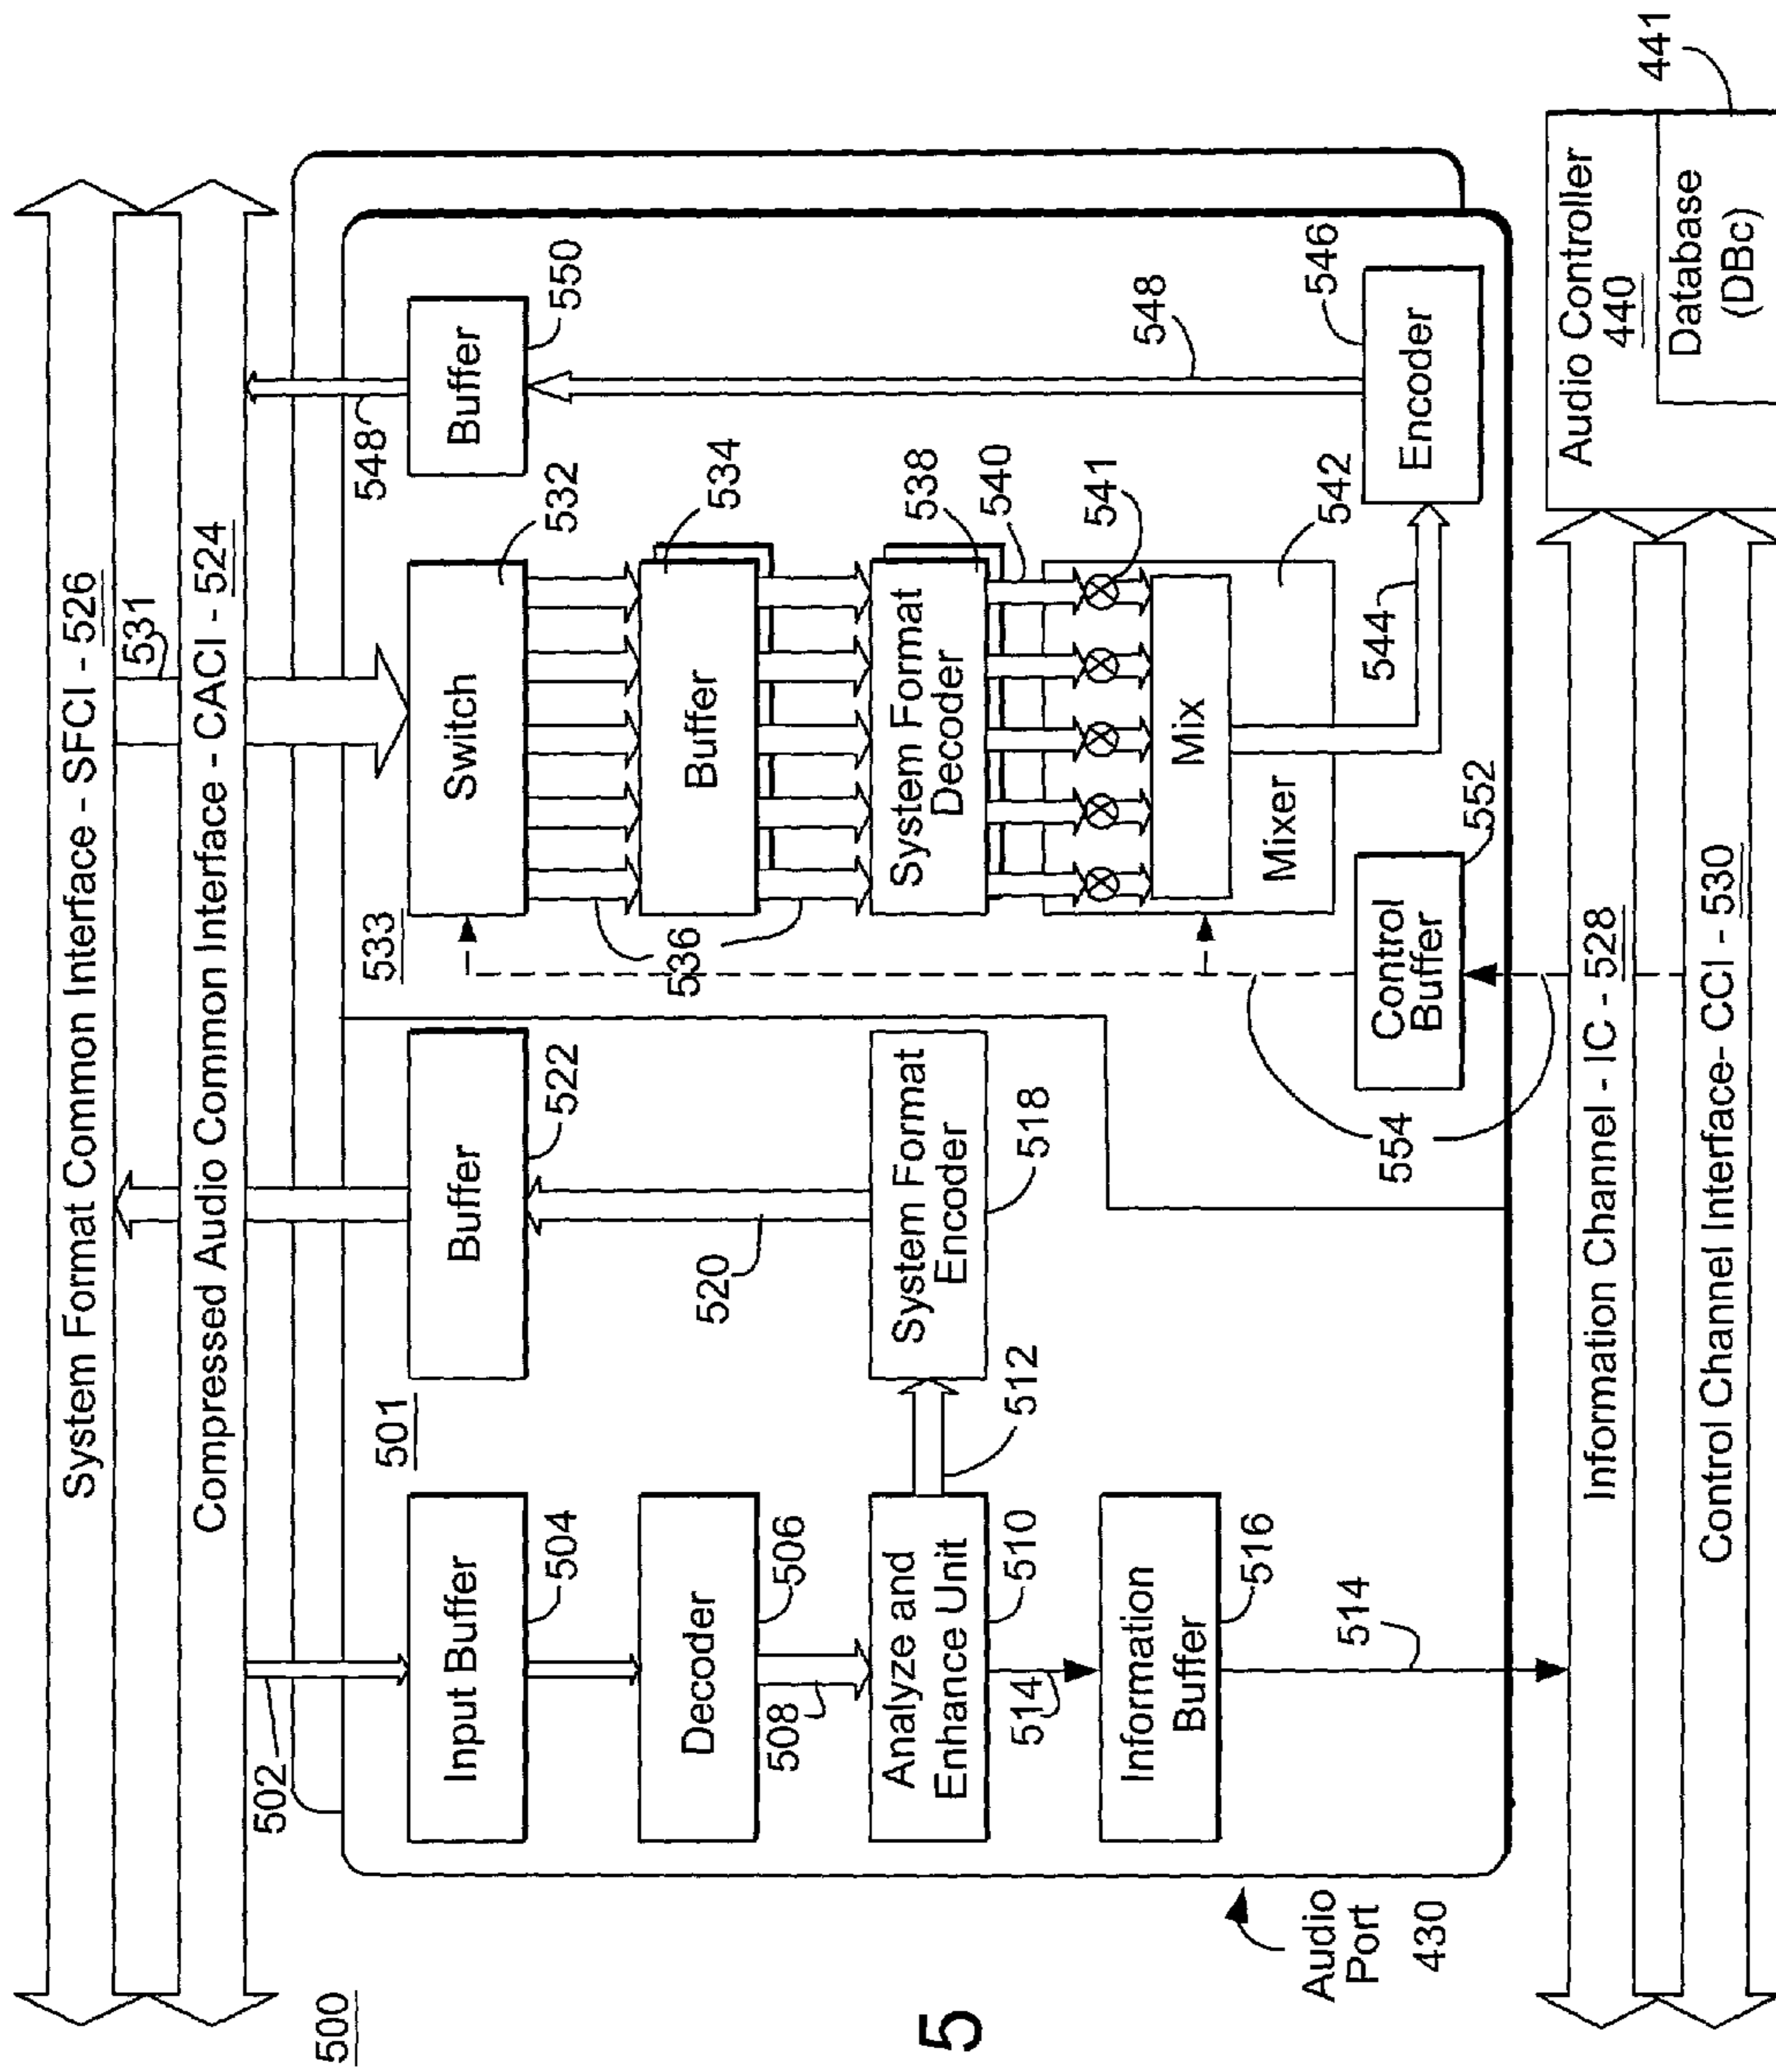 System Format Common Interface - SFCI - 526
531
Compressed Audio Common Interface - CACI - 524
500
502
548
501
533
Input Buffer
504
Buffer
522
Switch
532
Buffer
550
536
Buffer
534
Decoder
506
508
520
548
Analyze and
Enhance Unit
510
512
System Format
Encoder
518
System Format
Decoder
538
540
541
514
Information
Buffer
516
Mix
Mixer
542
544
Encoder
546
514
554
Control
Buffer
552
Audio
Port
430
5
Information Channel - IC - 528
Control Channel Interface- CCI - 530
Audio Controller
440
Database
(DBc)
441